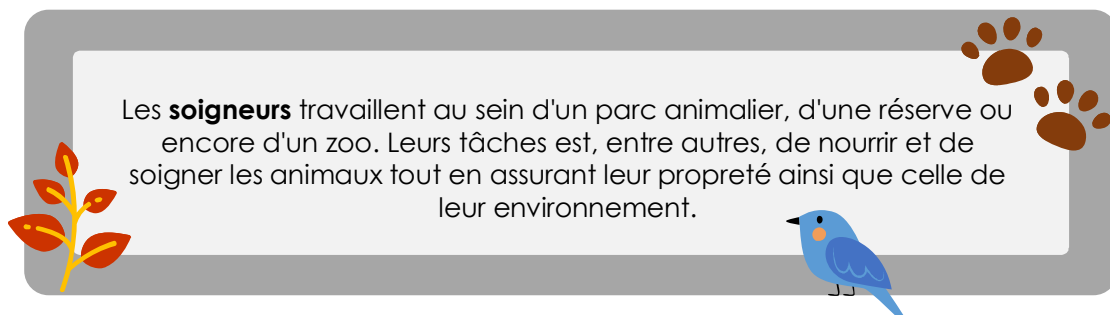 Les soigneurs travaillent au sein d'un parc animalier, d'une réserve ou
encore d'un zoo. Leurs tâches est, entre autres, de nourrir et de
soigner les animaux tout en assurant leur propreté ainsi que celle de
leur environnement.